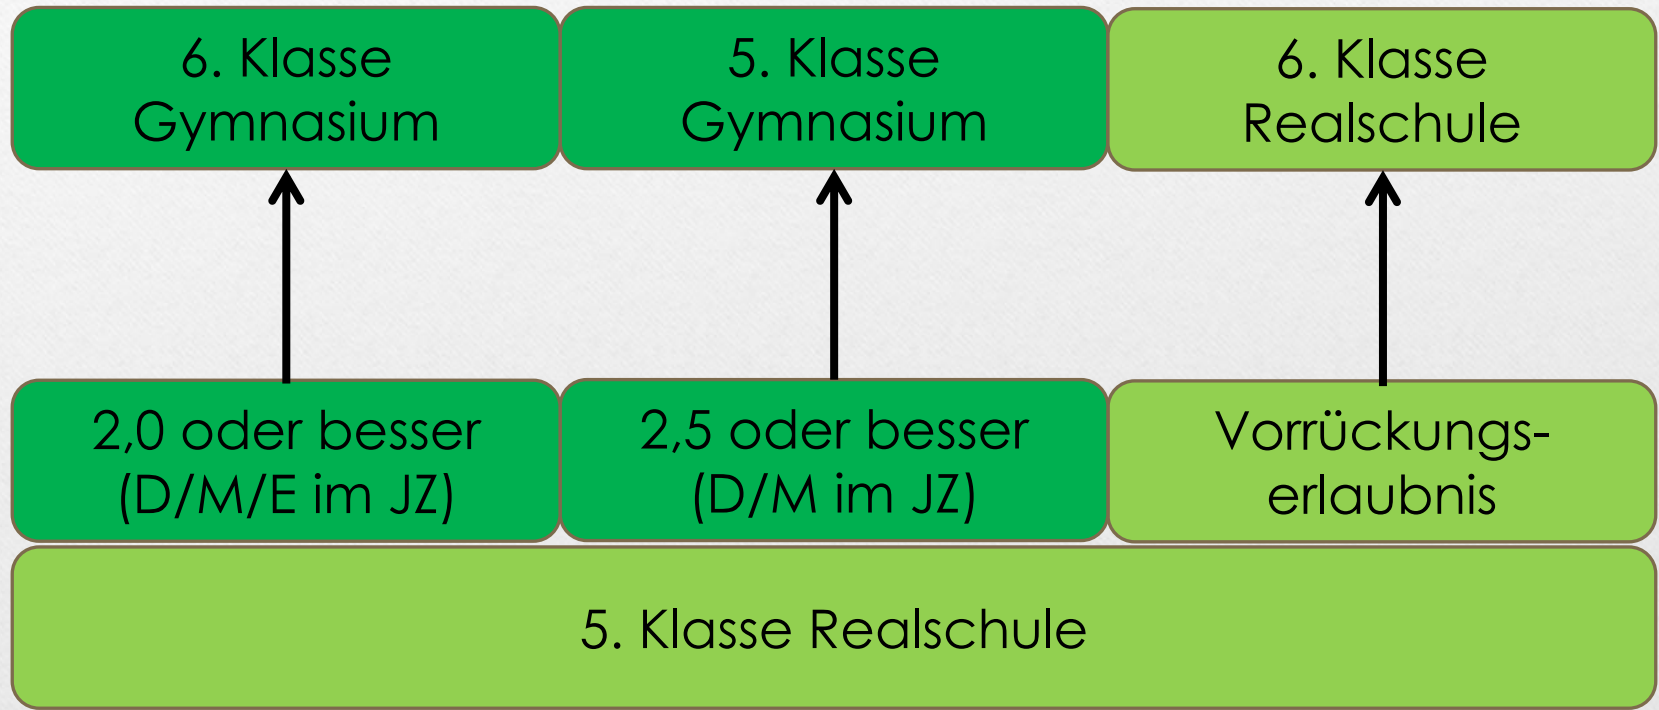 6. Klasse
Gymnasium
5. Klasse
Gymnasium
6. Klasse
Realschule
2,0 oder besser
(D/M/E im JZ)
2,5 oder besser
(D/M im JZ)
Vorrückungs-
erlaubnis
5. Klasse Realschule